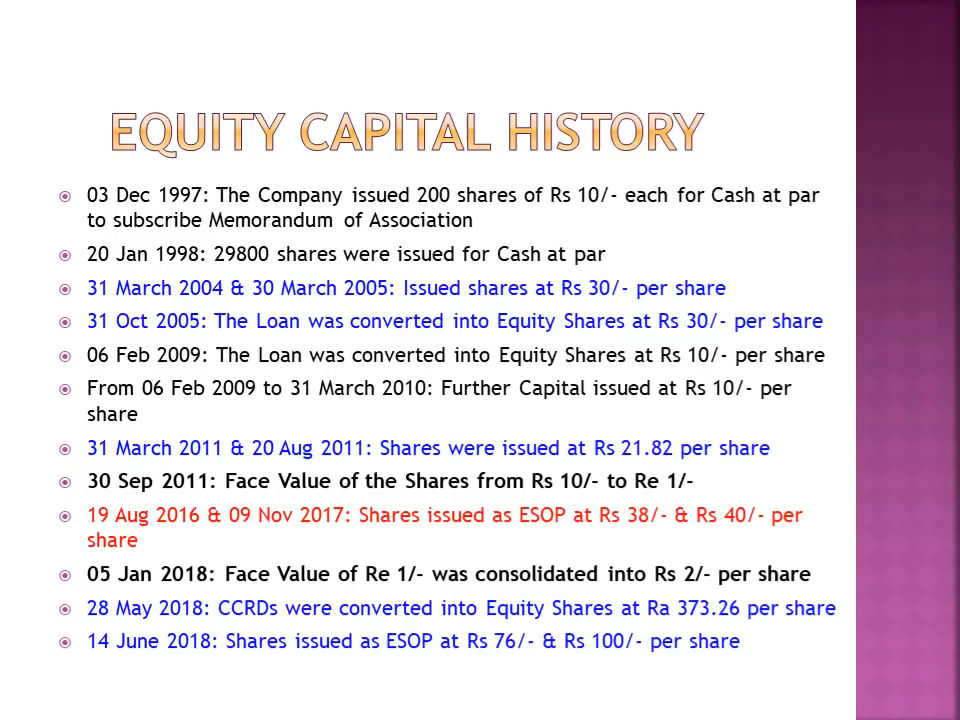 EQUITY CAPITAL HISTORY
03 Dec 1997: The Company issued 200 shares of Rs 10/- each for Cash at par
to subscribe Memorandum of Association
20 Jan 1998: 29800 shares were issued for Cash at par
31 March 2004 & 30 March 2005: Issued shares at Rs 30/- per share
31 Oct 2005: The Loan was converted into Equity Shares at Rs 30/- per share
06 Feb 2009: The Loan was converted into Equity Shares at Rs 10/- per share
From 06 Feb 2009 to 31 March 2010: Further Capital issued at Rs 10/- per
share
31 March 2011 & 20 Aug 2011: Shares were issued at Rs 21.82 per share
30 Sep 2011: Face Value of the Shares from Rs 10/- to Re 1/-
19 Aug 2016 & 09 Nov 2017: Shares issued as ESOP at Rs 38/- & Rs 40/- per
share
05 Jan 2018: Face Value of Re 1/- was consolidated into Rs 2/- per share
28 May 2018: CCRDs were converted into Equity Shares at Ra 373.26 per share
14 June 2018: Shares issued as ESOP at Rs 76/- & Rs 100/- per share